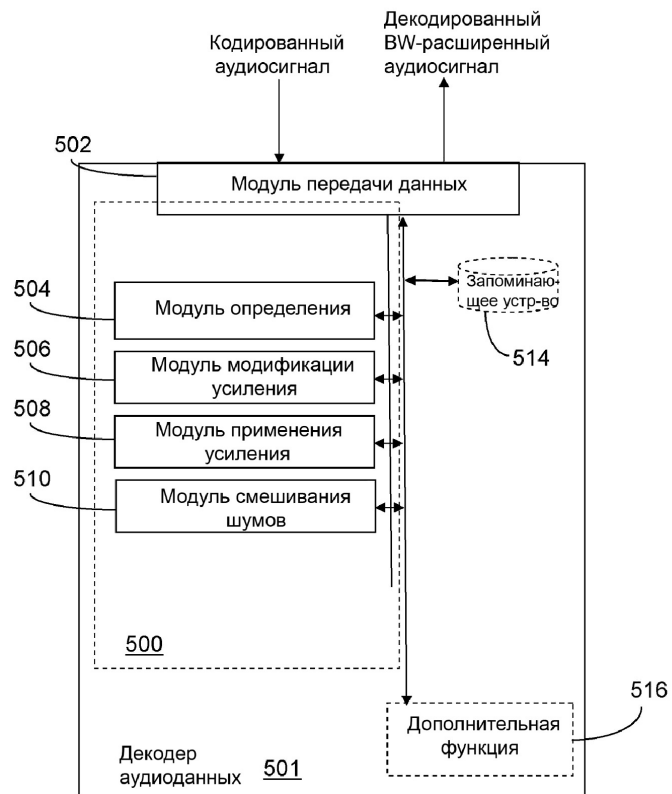 Кодированный
аудиосигнал
Декодированный
BW-расширенный
аудиосигнал
502
Модуль передачи данных
504
Модуль определения
Запоминаю-
щее устр-во
514
506
Модуль модификации
усиления
508
Модуль применения
усиления
510
Модуль смешивания
шумов
500
516
Дополнительная
функция
Декодер
аудиоданных
501